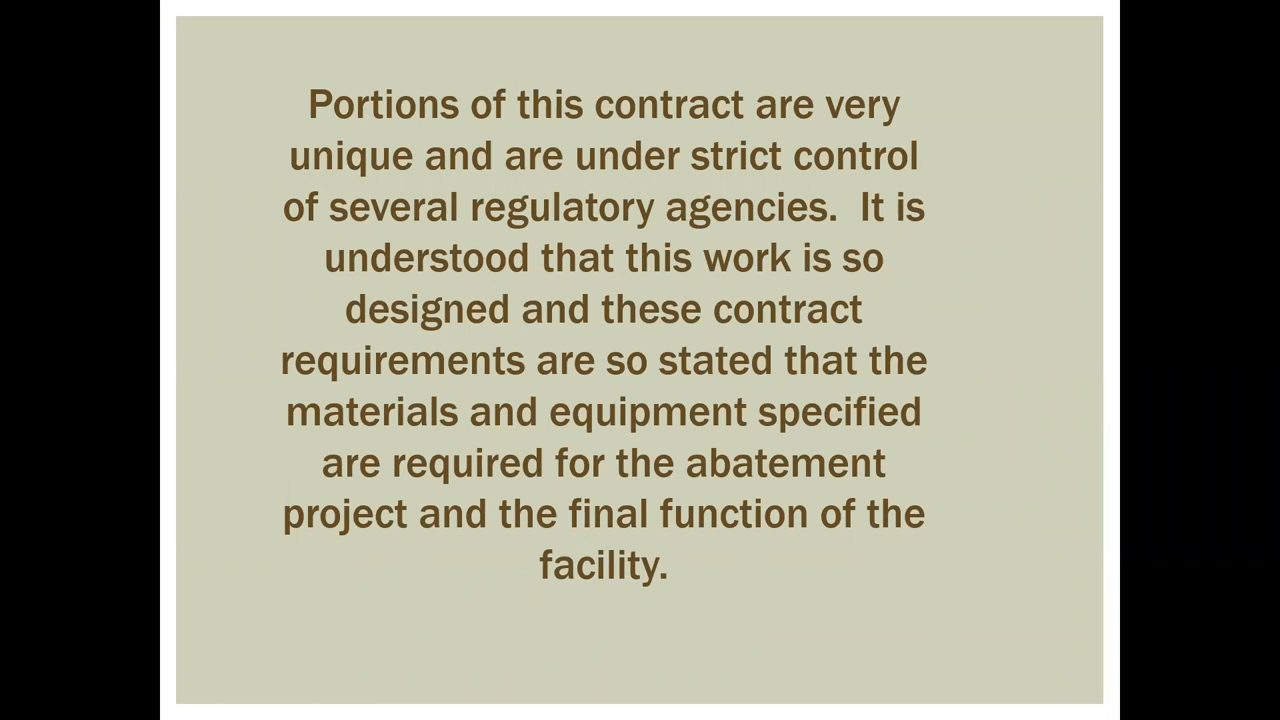 Portions of this contract are very
unique and are under strict control
of several regulatory agencies.  It is
understood that this work is so
designed and these contract
requirements are so stated that the
materials and equipment specified
are required for the abatement
project and the final function of the
facility.